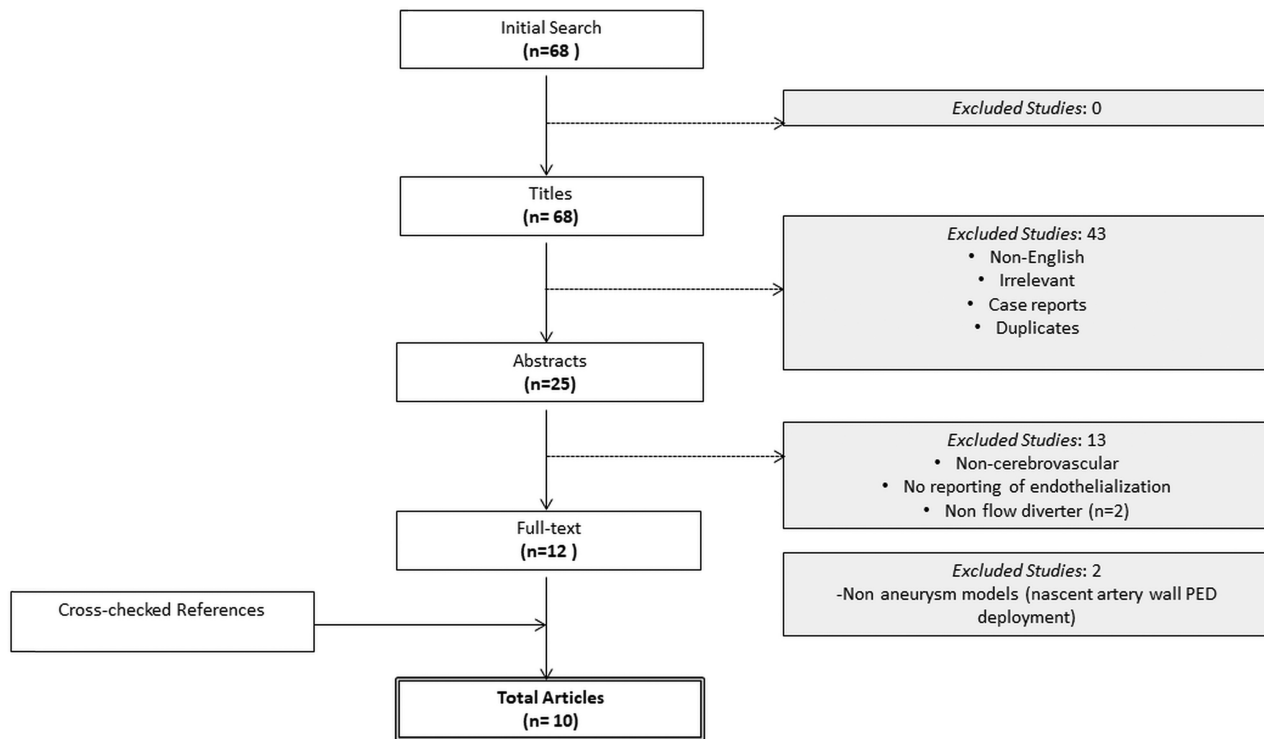 Initial Search
(n=68 )
Excluded Studies: 0
Titles
(n= 68)
Excluded Studies: 43
• Non-English
• Irrelevant
• Case reports
• Duplicates
Abstracts
(n=25)
Excluded Studies: 13
• Non-cerebrovascular
• No reporting of endothelialization
• Non flow diverter (n=2)
Full-text
(n=12 )
Excluded Studies: 2
-Non aneurysm models (nascent artery wall PED
deployment)
Cross-checked References
Total Articles
(n= 10)